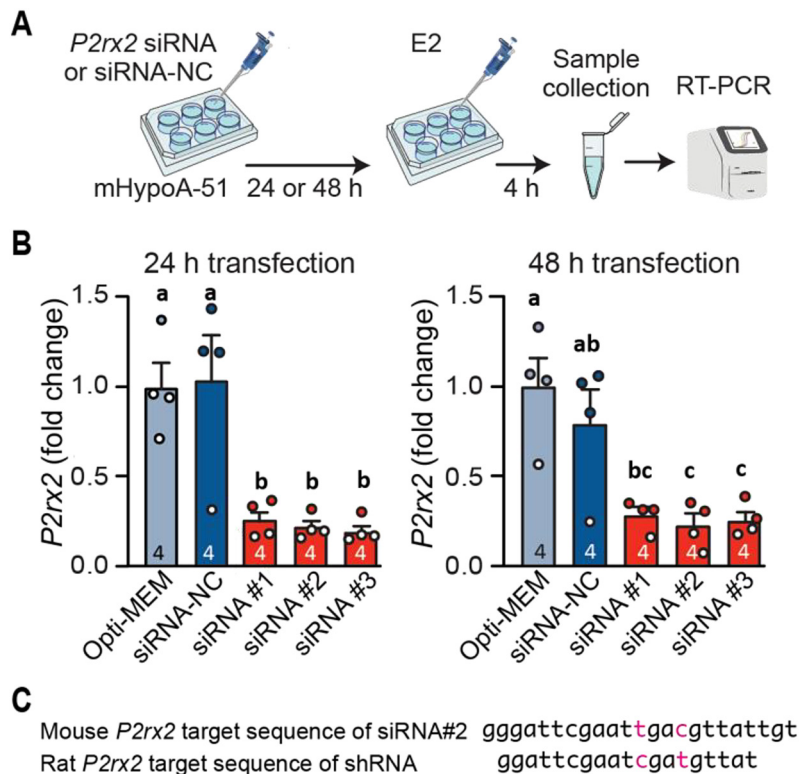 A
P2rx2 siRNA
or siRNA-NC
E2
Sample
collection
RT-PCR
mHypoA-51
24 or 48 h
4 h
B
24 h transfection
P2rx2 (fold change)
1.5
1.0
0.5
0.0
a
a
b
b
b
4
4
4
4
4
Opti-MEM
siRNA-NC
siRNA #1
siRNA #2
siRNA #3
48 h transfection
P2rx2 (fold change)
1.5
1.0
0.5
0.0
a
ab
bc
c
c
4
4
4
4
4
Opti-MEM
siRNA-NC
siRNA #1
siRNA #2
siRNA #3
C
Mouse P2rx2 target sequence of siRNA#2 gggattcgaattgacgttattgt
Rat P2rx2 target sequence of shRNA ggattcgaatcgatgttat